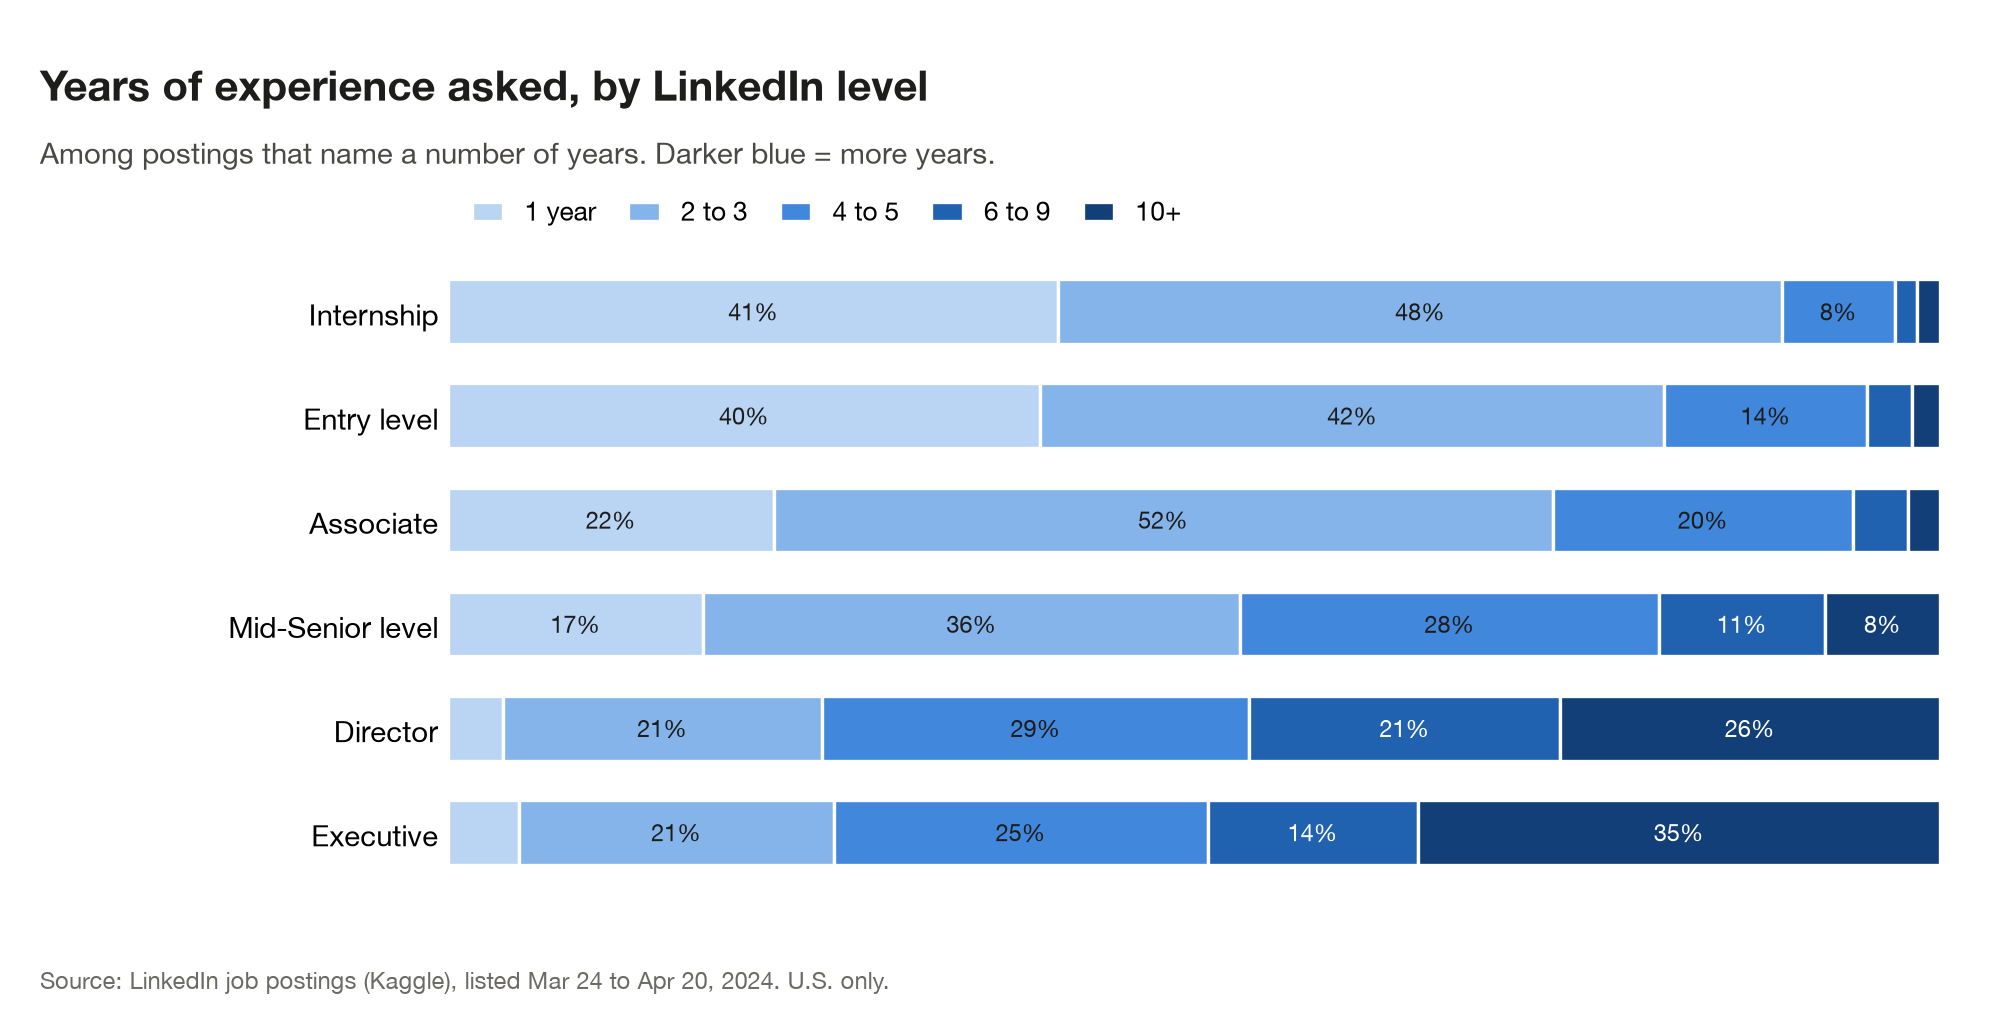 Years of experience asked, by LinkedIn level
Among postings that name a number of years. Darker blue = more years.
1 year 2 to 3 4 to 5 6 to 9 10+
Internship 41% 48% 8%
Entry level 40% 42% 14%
Associate 22% 52% 20%
Mid-Senior level 17% 36% 28% 11% 8%
Director 21% 29% 21% 26%
Executive 21% 25% 14% 35%
Source: LinkedIn job postings (Kaggle), listed Mar 24 to Apr 20, 2024. U.S. only.